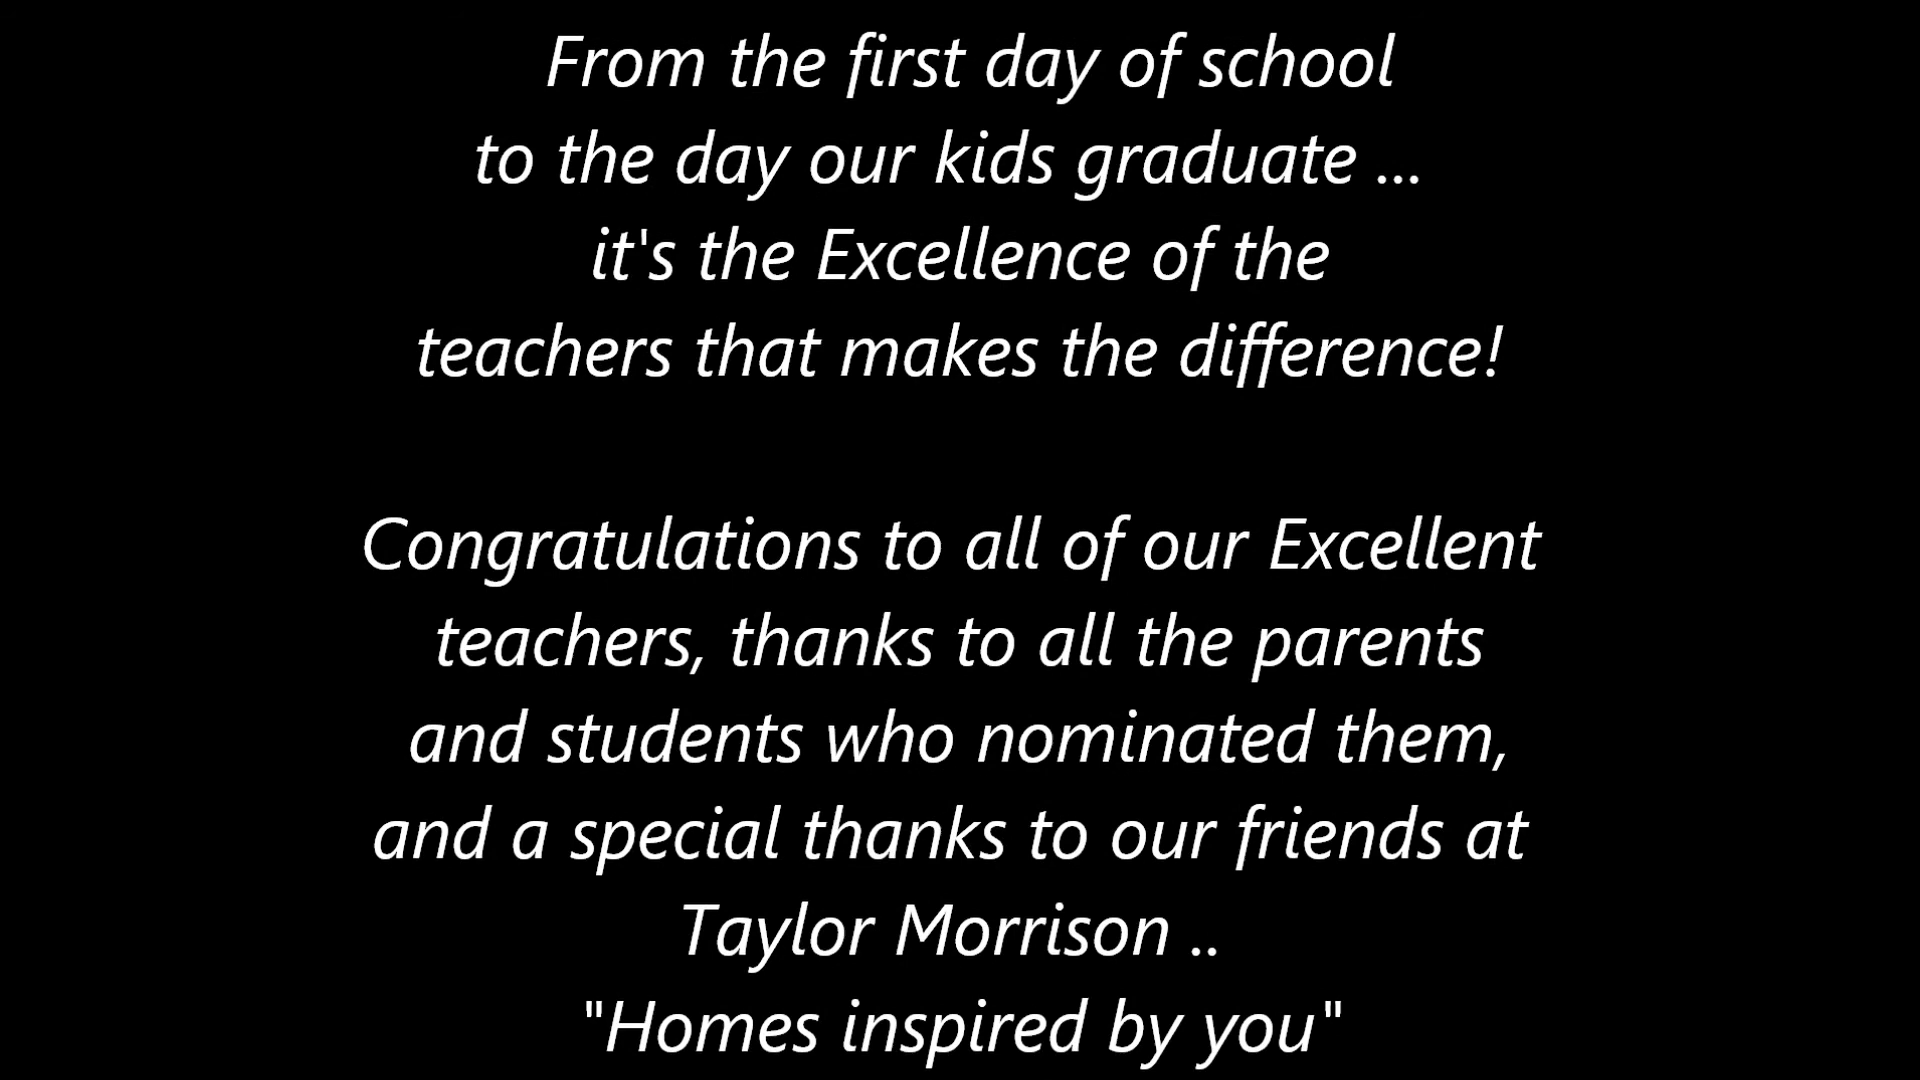 From the first day of school
to the day our kids graduate ...
it's the Excellence of the
teachers that makes the difference!
Congratulations to all of our Excellent
teachers, thanks to all the parents
and students who nominated them,
and a special thanks to our friends at
Taylor Morrison ..
"Homes inspired by you"